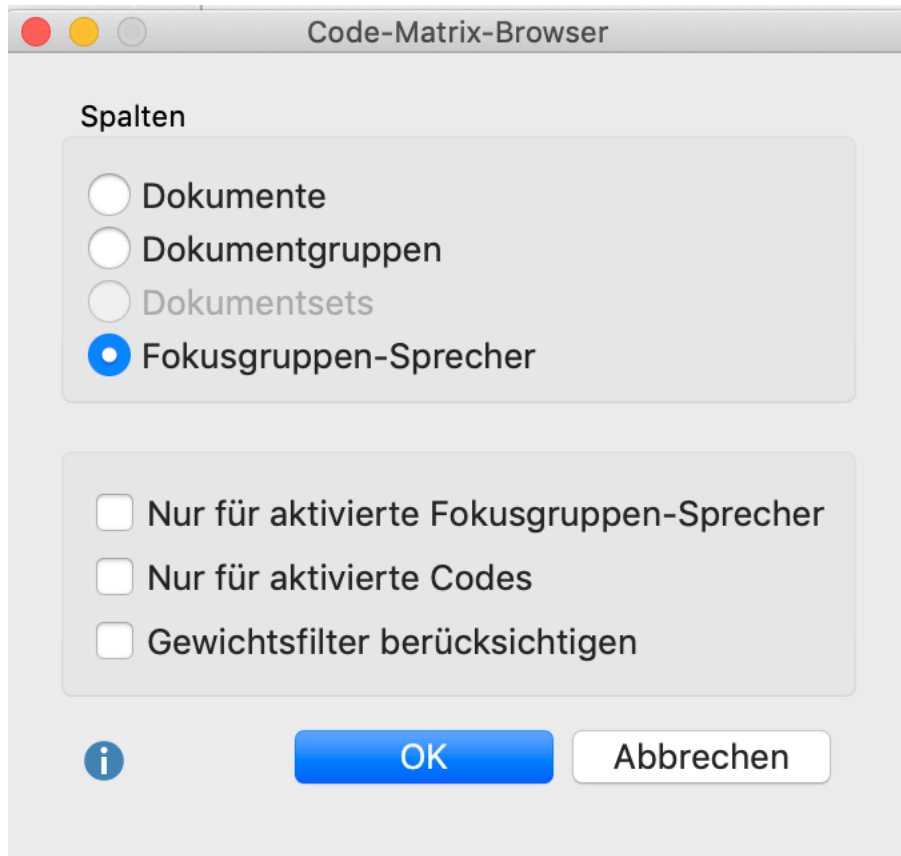 Code-Matrix-Browser
Spalten
Dokumente
Dokumentgruppen
Dokumentsets
Fokusgruppen-Sprecher
Nur für aktivierte Fokusgruppen-Sprecher
Nur für aktivierte Codes
Gewichtsfilter berücksichtigen
i OK Abbrechen